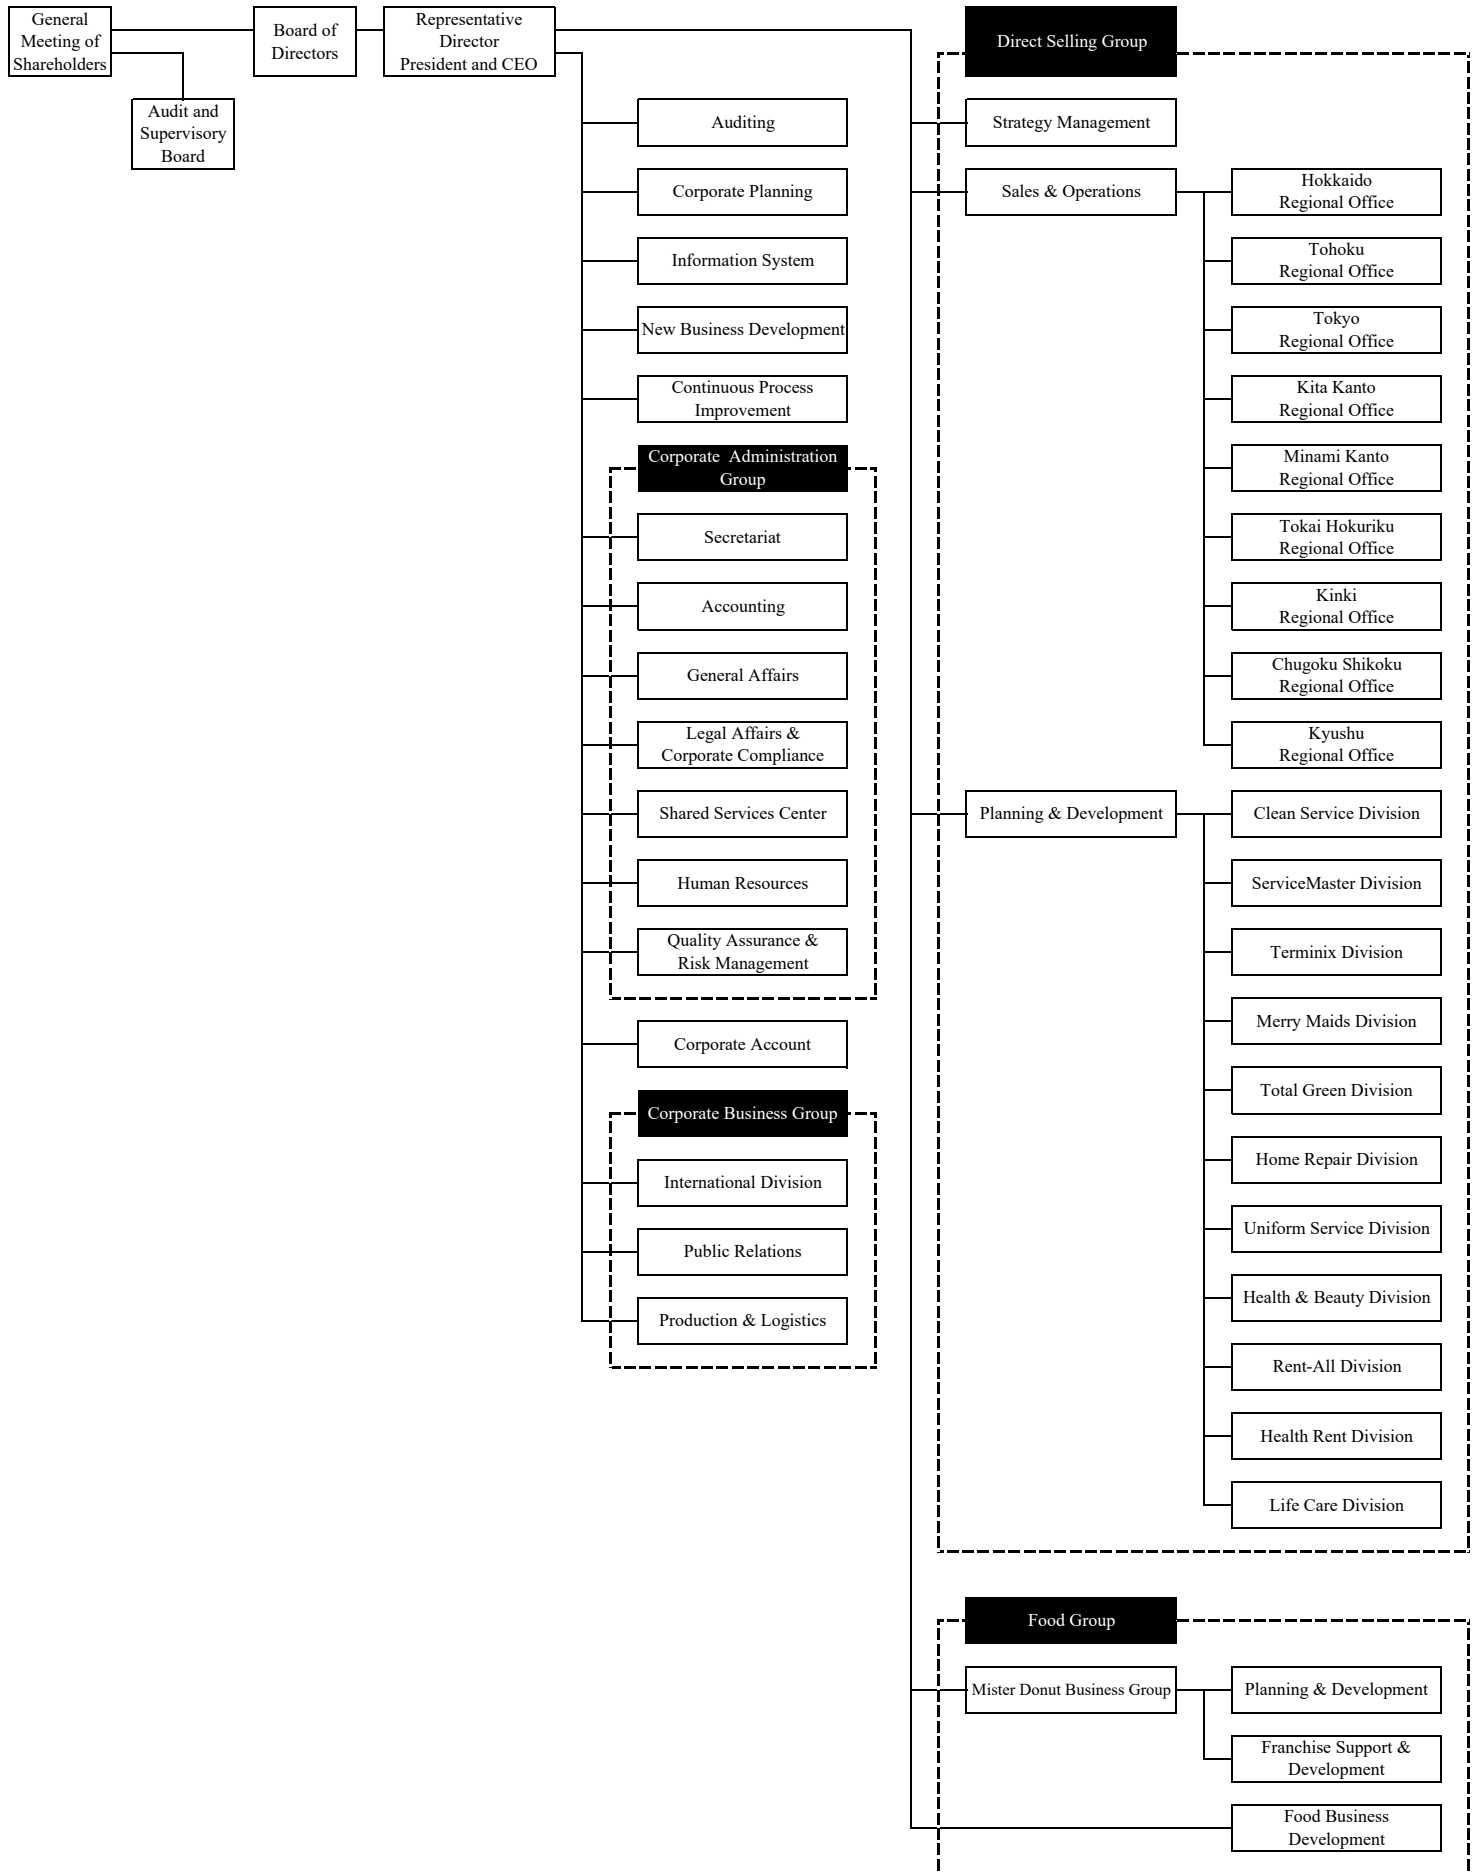 General
Meeting of
Shareholders
Board of
Directors
Representative
Director
President and CEO
Audit and
Supervisory
Board
Auditing
Corporate Planning
Information System
New Business Development
Continuous Process
Improvement
Corporate Administration
Group
Secretariat
Accounting
General Affairs
Legal Affairs &
Corporate Compliance
Shared Services Center
Human Resources
Quality Assurance &
Risk Management
Corporate Account
Corporate Business Group
International Division
Public Relations
Production & Logistics
Direct Selling Group
Strategy Management
Sales & Operations
Hokkaido
Regional Office
Tohoku
Regional Office
Tokyo
Regional Office
Kita Kanto
Regional Office
Minami Kanto
Regional Office
Tokai Hokuriku
Regional Office
Kinki
Regional Office
Chugoku Shikoku
Regional Office
Kyushu
Regional Office
Planning & Development
Clean Service Division
ServiceMaster Division
Terminix Division
Merry Maids Division
Total Green Division
Home Repair Division
Uniform Service Division
Health & Beauty Division
Rent-All Division
Health Rent Division
Life Care Division
Food Group
Mister Donut Business Group
Planning & Development
Franchise Support &
Development
Food Business
Development